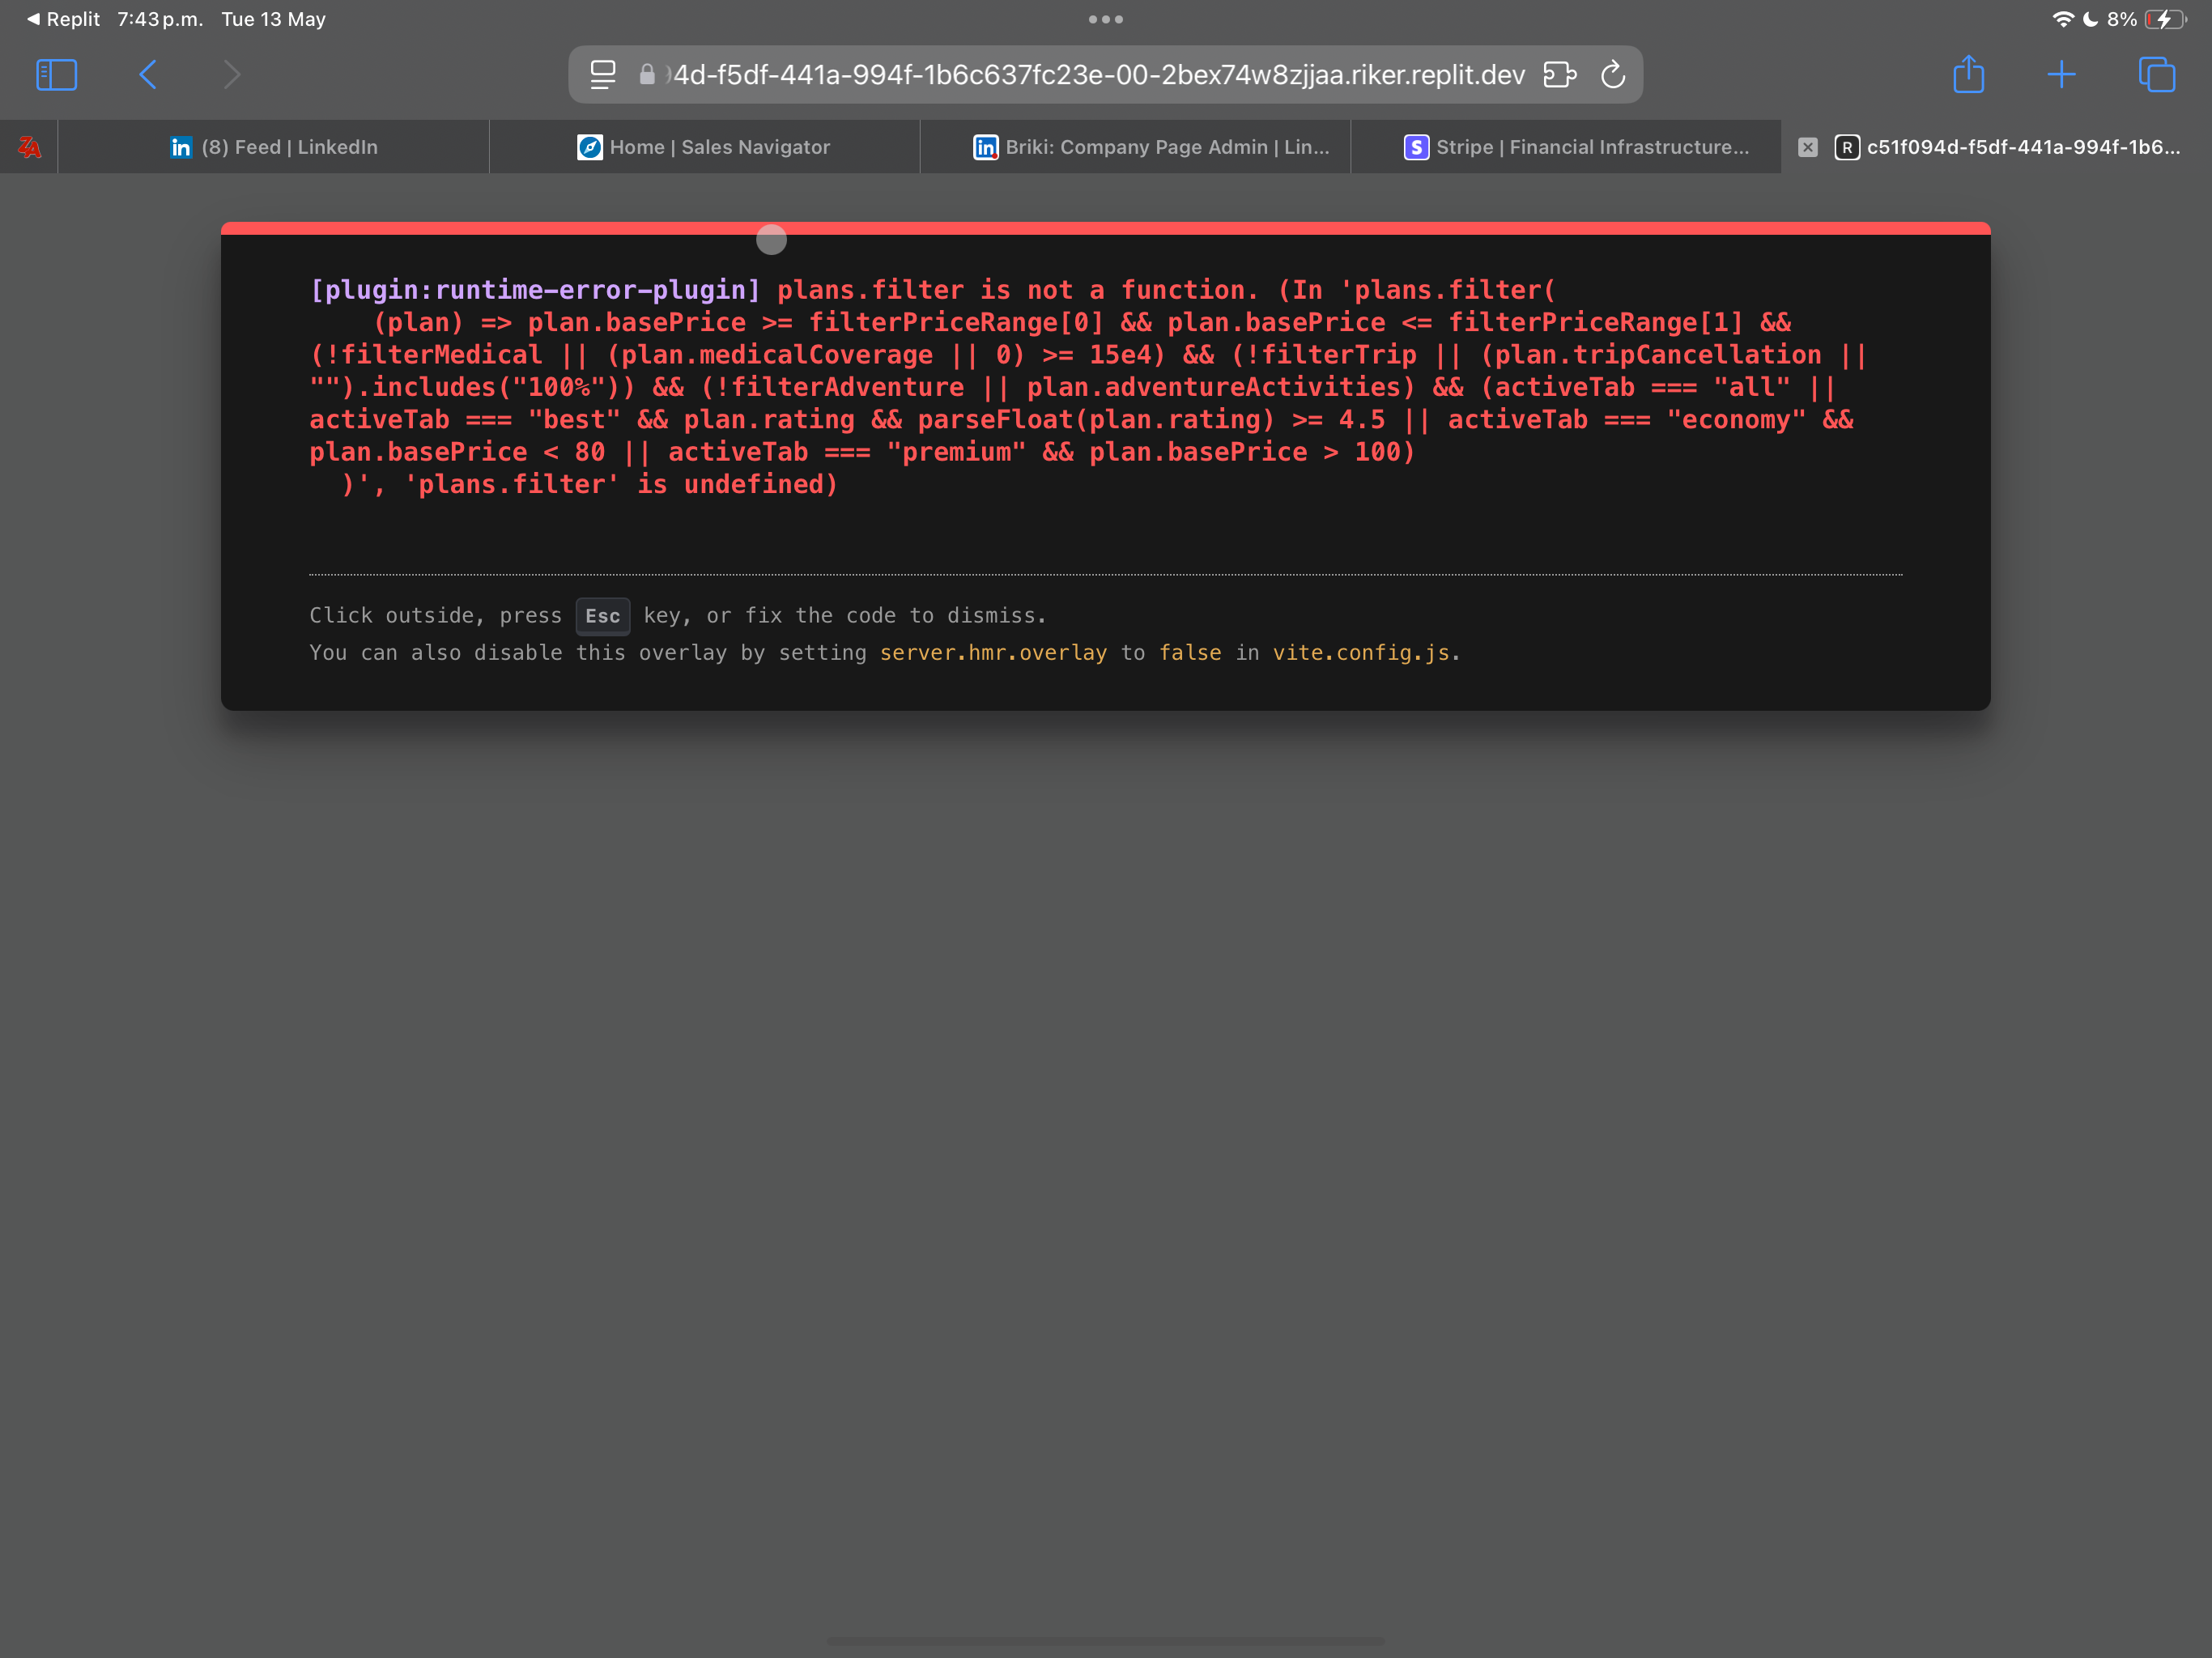 ◀ Replit 7:43 p.m. Tue 13 May
8%
94d-f5df-441a-994f-1b6c637fc23e-00-2bex74w8zjjaa.riker.replit.dev
ZA
in (8) Feed | LinkedIn
Home | Sales Navigator
in Briki: Company Page Admin | Lin...
S Stripe | Financial Infrastructure...
R c51f094d-f5df-441a-994f-1b6...
[plugin:runtime-error-plugin] plans.filter is not a function. (In 'plans.filter(
(plan) => plan.basePrice >= filterPriceRange[0] && plan.basePrice <= filterPriceRange[1] &&
(!filterMedical || (plan.medicalCoverage || 0) >= 15e4) && (!filterTrip || (plan.tripCancellation ||
"").includes("100%")) && (!filterAdventure || plan.adventureActivities) && (activeTab === "all" ||
activeTab === "best" && plan.rating && parseFloat(plan.rating) >= 4.5 || activeTab === "economy" &&
plan.basePrice < 80 || activeTab === "premium" && plan.basePrice > 100)
)', 'plans.filter' is undefined)
Click outside, press Esc key, or fix the code to dismiss.
You can also disable this overlay by setting server.hmr.overlay to false in vite.config.js.